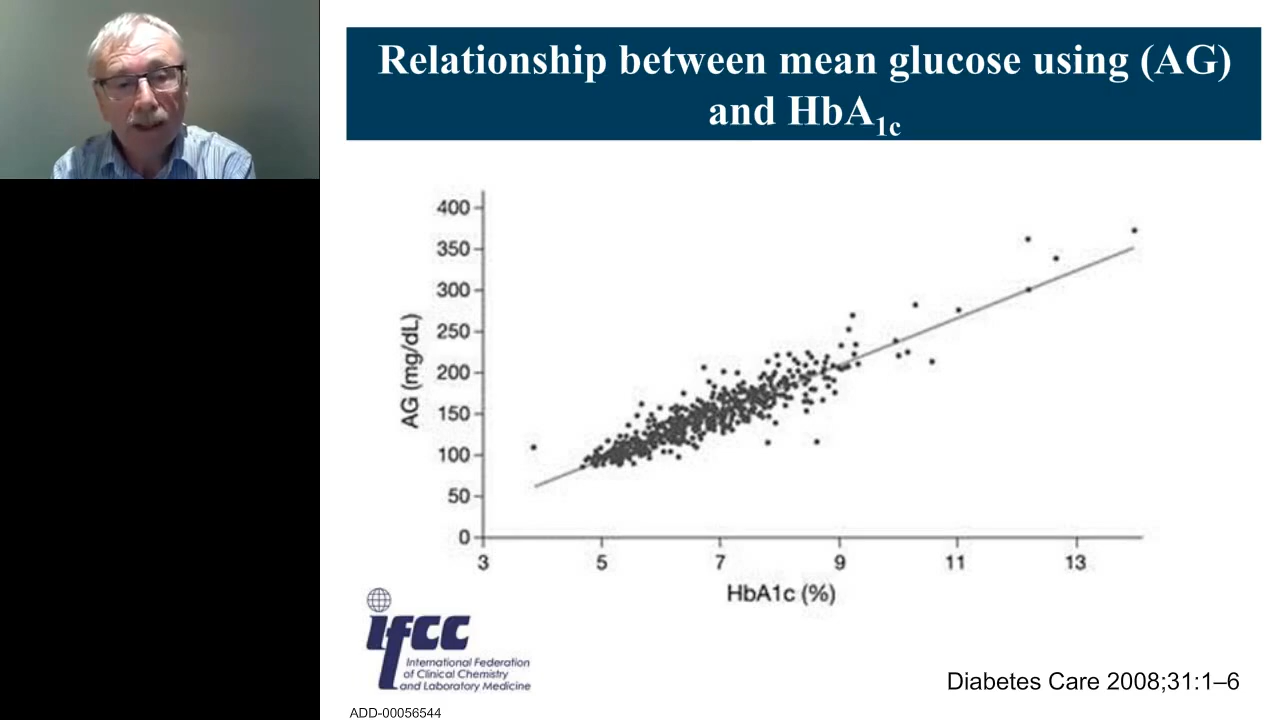 Relationship between mean glucose using (AG)
and HbA1c
400
350
300
250
200
150
100
50
0
AG (mg/dL)
3 5 7 9 11 13
HbA1c (%)
ifcc
International Federation
of Clinical Chemistry
and Laboratory Medicine
Diabetes Care 2008;31:1–6
ADD-00056544